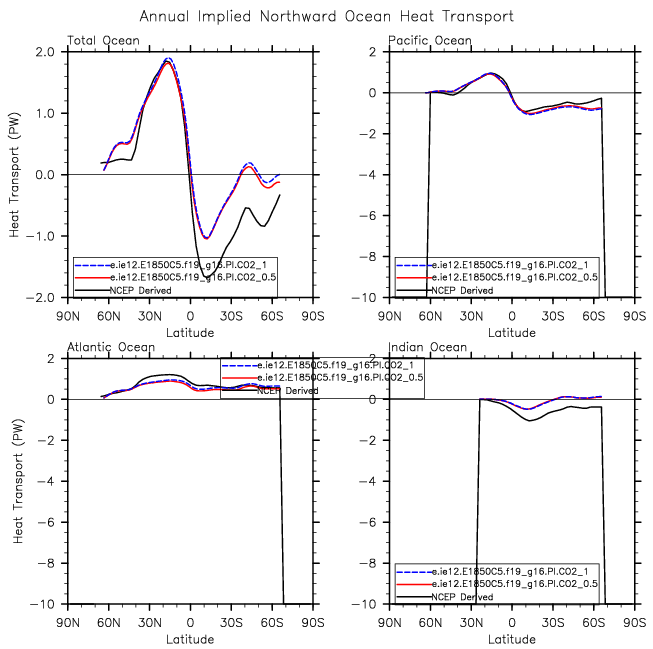 Annual Implied Northward Ocean Heat Transport
Total Ocean
2.0
1.0
0.0
−1.0
−2.0
Heat Transport (PW)
e.ie12.E1850C5.f19_g16.PI.CO2_1
e.ie12.E1850C5.f19_g16.PI.CO2_0.5
NCEP Derived
90N 60N 30N 0 30S 60S 90S
Latitude
Pacific Ocean
2
0
−2
−4
−6
−8
−10
e.ie12.E1850C5.f19_g16.PI.CO2_1
e.ie12.E1850C5.f19_g16.PI.CO2_0.5
NCEP Derived
90N 60N 30N 0 30S 60S 90S
Latitude
Atlantic Ocean
2
0
−2
−4
−6
−8
−10
Heat Transport (PW)
e.ie12.E1850C5.f19_g16.PI.CO2_1
e.ie12.E1850C5.f19_g16.PI.CO2_0.5
NCEP Derived
90N 60N 30N 0 30S 60S 90S
Latitude
Indian Ocean
2
0
−2
−4
−6
−8
−10
e.ie12.E1850C5.f19_g16.PI.CO2_1
e.ie12.E1850C5.f19_g16.PI.CO2_0.5
NCEP Derived
90N 60N 30N 0 30S 60S 90S
Latitude